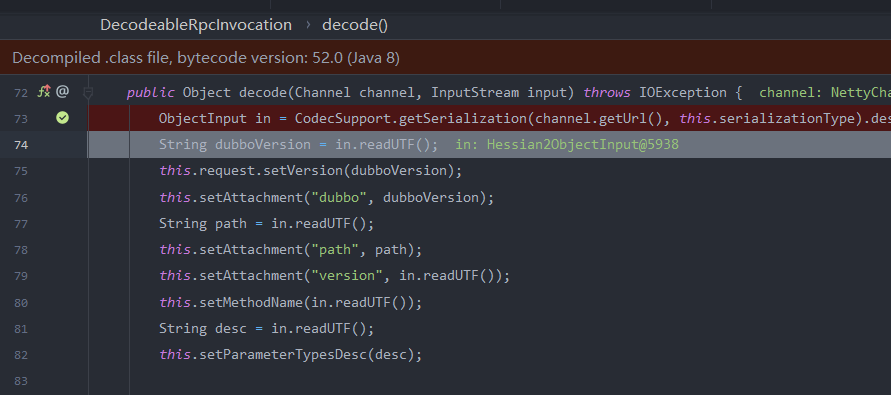 DecodeableRpcInvocation › decode()
Decompiled .class file, bytecode version: 52.0 (Java 8)
72 @ public Object decode(Channel channel, InputStream input) throws IOException { channel: NettyCha
73 ObjectInput in = CodecSupport.getSerialization(channel.getUrl(), this.serializationType).des
74 String dubboVersion = in.readUTF(); in: Hessian2ObjectInput@5938
75 this.request.setVersion(dubboVersion);
76 this.setAttachment("dubbo", dubboVersion);
77 String path = in.readUTF();
78 this.setAttachment("path", path);
79 this.setAttachment("version", in.readUTF());
80 this.setMethodName(in.readUTF());
81 String desc = in.readUTF();
82 this.setParameterTypesDesc(desc);
83